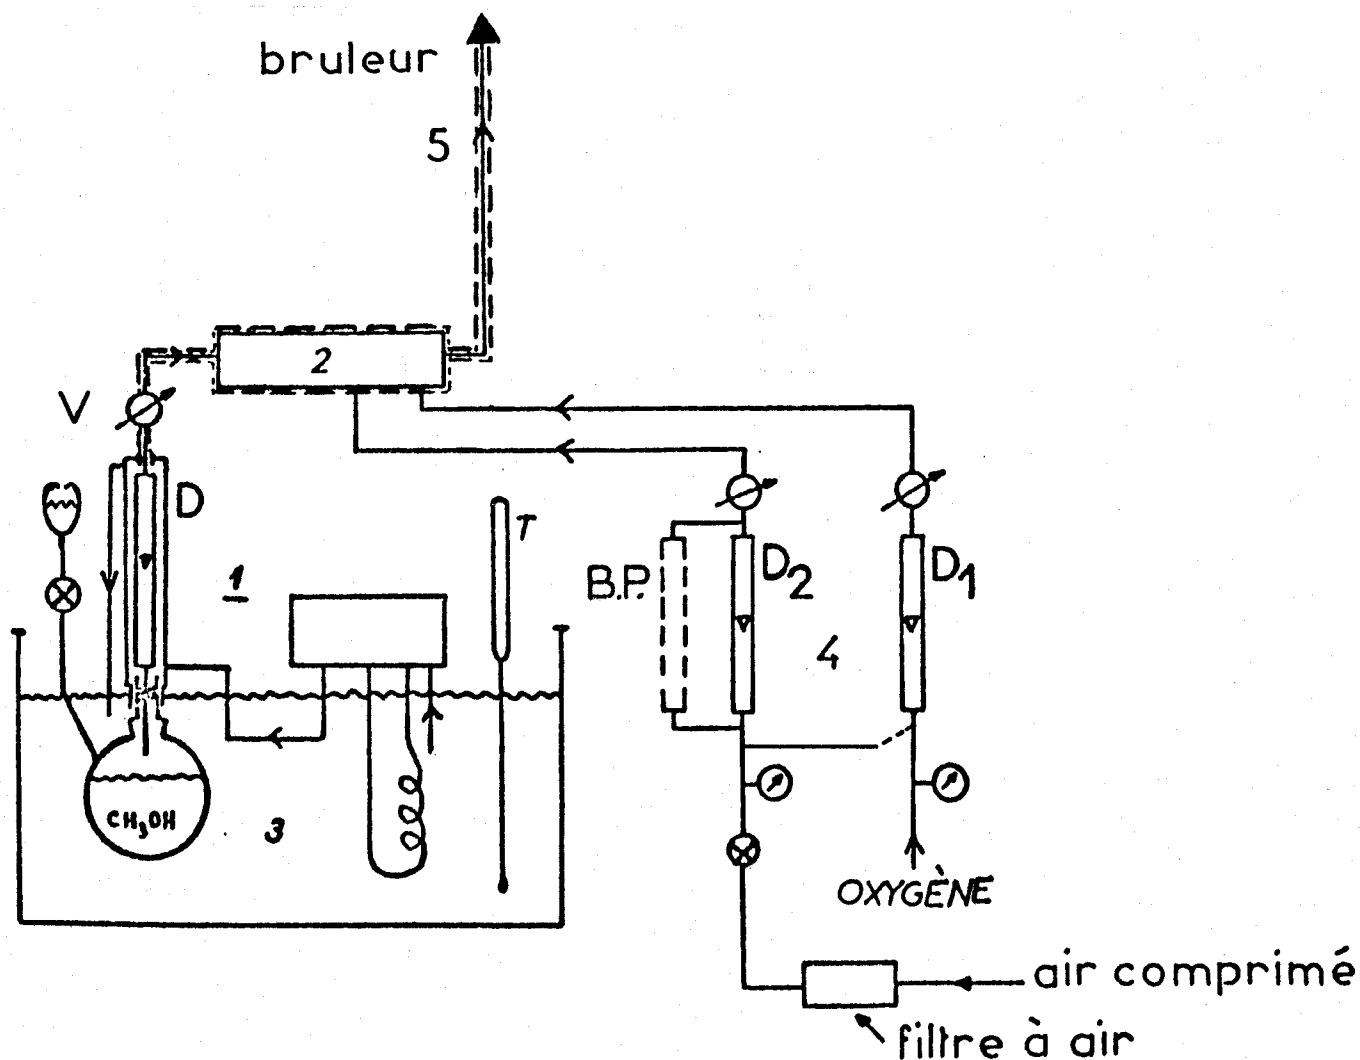 bruleur
5
2
V
D
T
1
B.P.
D2
D1
4
CH3OH
3
OXYGÈNE
air comprimé
filtre à air